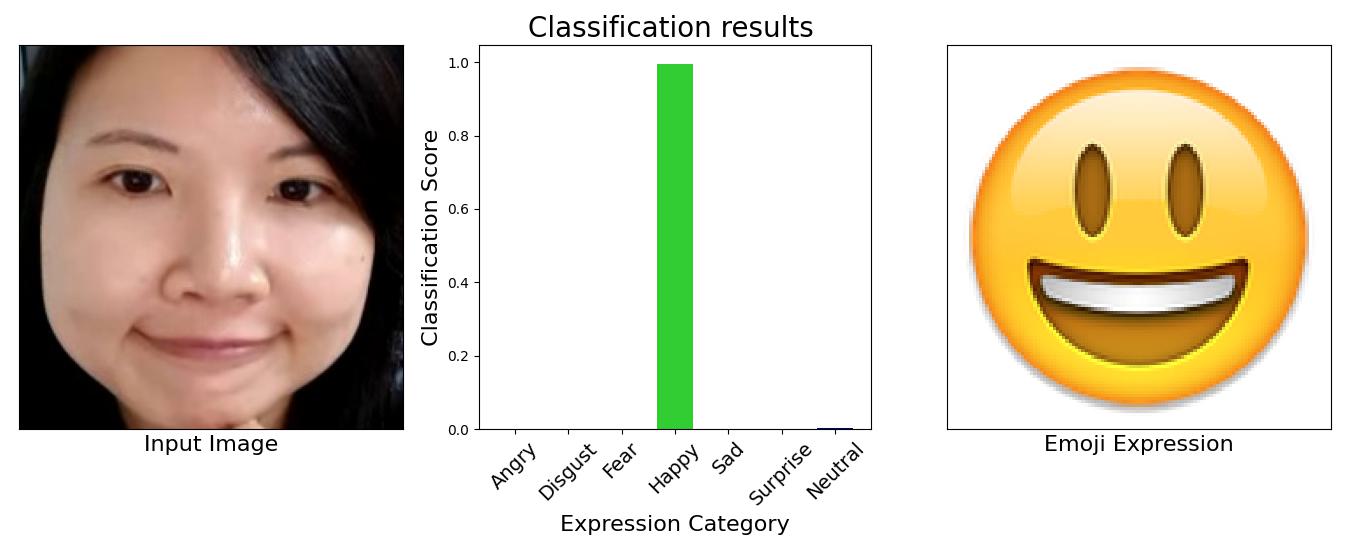 Classification results
Classification Score
1.0
0.8
0.6
0.4
0.2
0.0
Angry
Disgust
Fear
Happy
Sad
Surprise
Neutral
Expression Category
Input Image
Emoji Expression